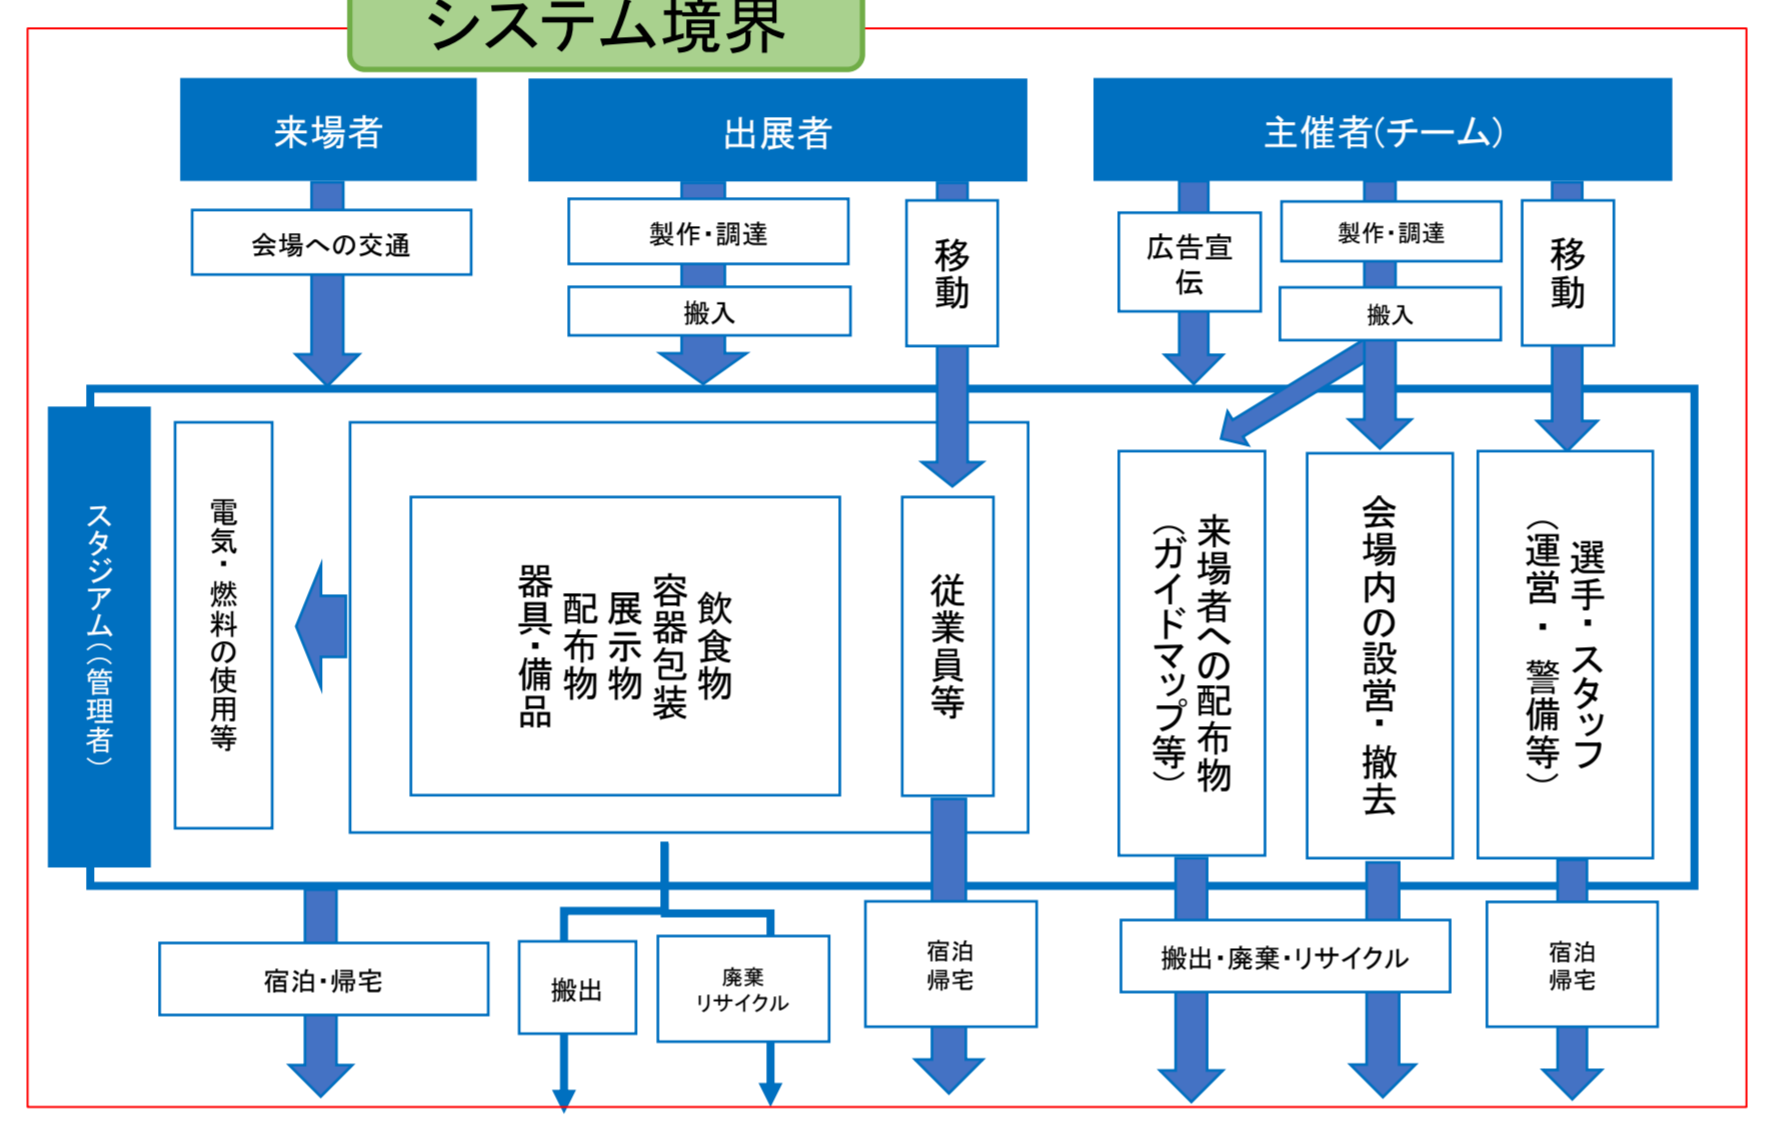 システム境界
来場者
出展者
主催者(チーム)
会場への交通
製作・調達
搬入
移動
広告宣
伝
製作・調達
搬入
移動
スタジアム((管理者)
電気・燃料の使用等
飲食物
容器包装
展示物
配布物
器具・備品
従業員等
来場者への配布物
(ガイドマップ等)
会場内の設営・撤去
選手・スタッフ
(運営・警備等)
宿泊・帰宅
搬出
廃棄
リサイクル
宿泊
帰宅
搬出・廃棄・リサイクル
宿泊
帰宅